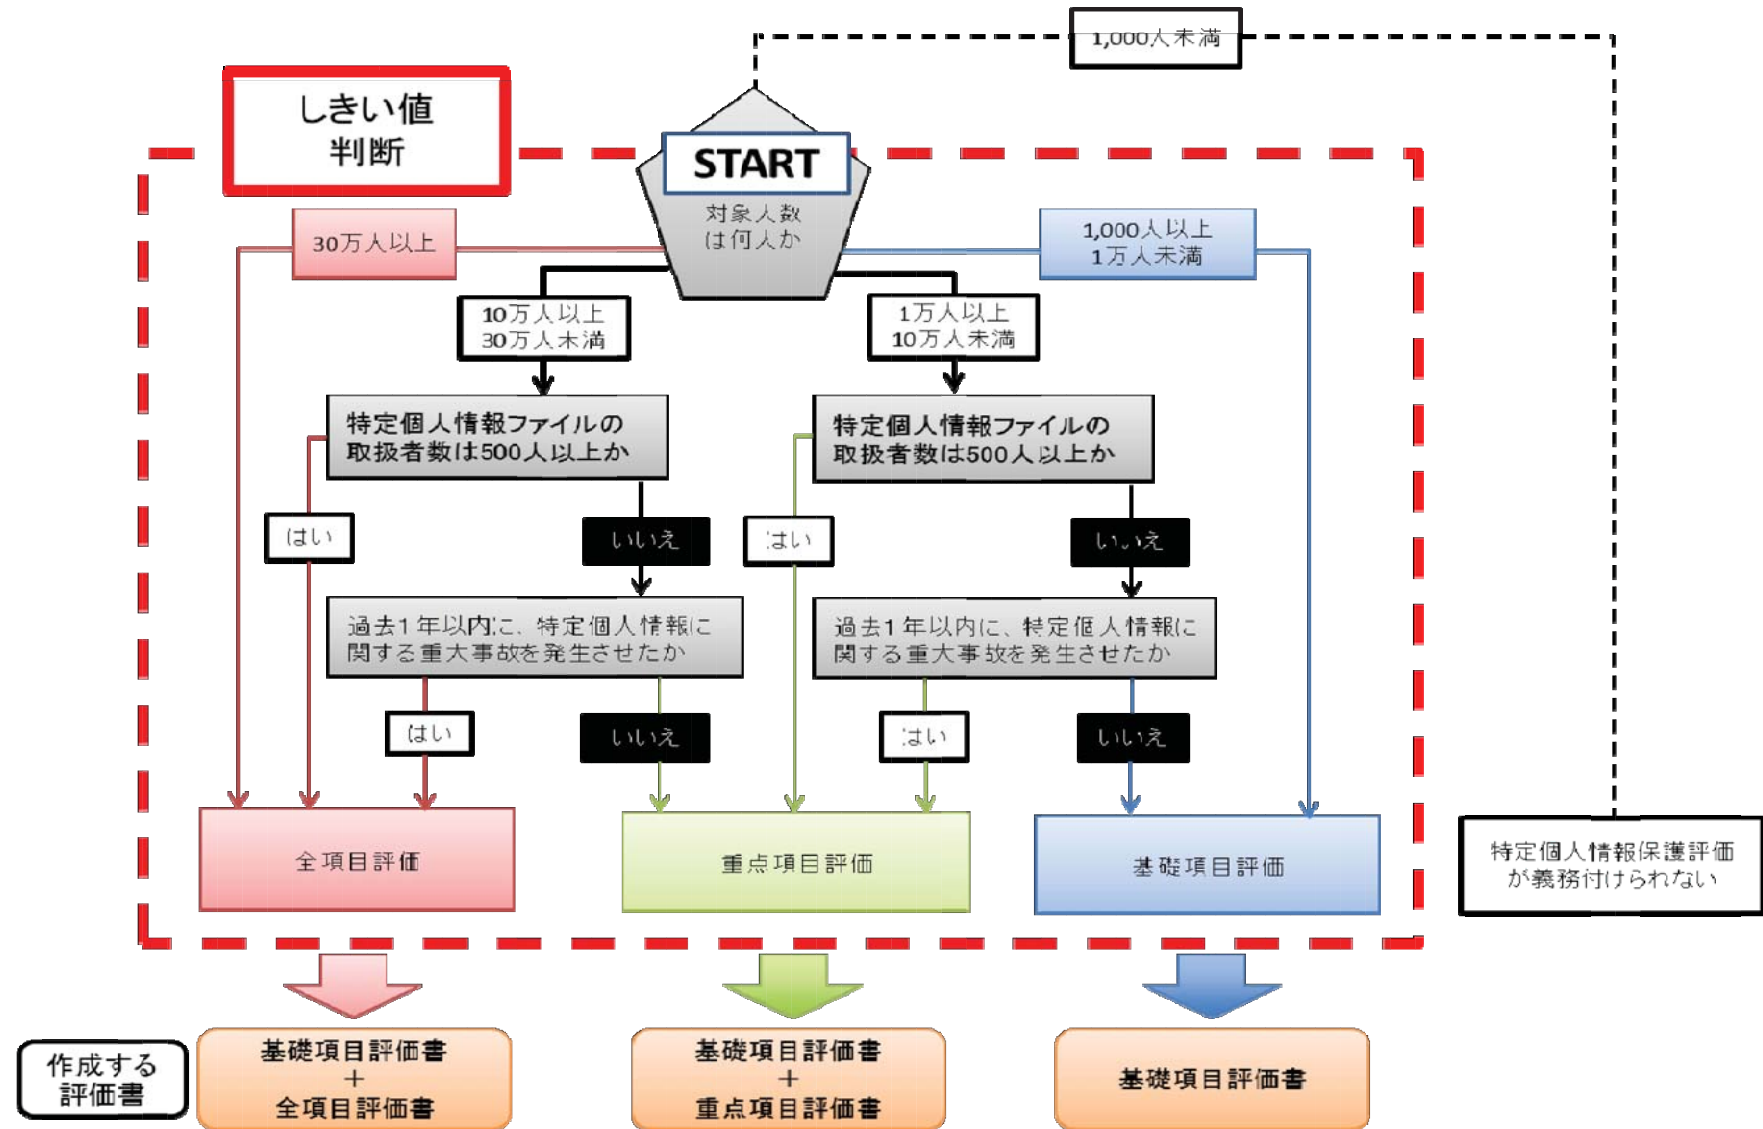 1,000人未満
しきい値
判断
START
対象人数
は何人か
30万人以上
1,000人以上
1万人未満
10万人以上
30万人未満
1万人以上
10万人未満
特定個人情報ファイルの
取扱者数は500人以上か
特定個人情報ファイルの
取扱者数は500人以上か
はい
いいえ
はい
いいえ
過去1年以内に、特定個人情報に
関する重大事故を発生させたか
過去1年以内に、特定個人情報に
関する重大事故を発生させたか
はい
いいえ
はい
いいえ
全項目評価
重点項目評価
基礎項目評価
特定個人情報保護評価
が義務付けられない
作成する
評価書
基礎項目評価書
+
全項目評価書
基礎項目評価書
+
重点項目評価書
基礎項目評価書